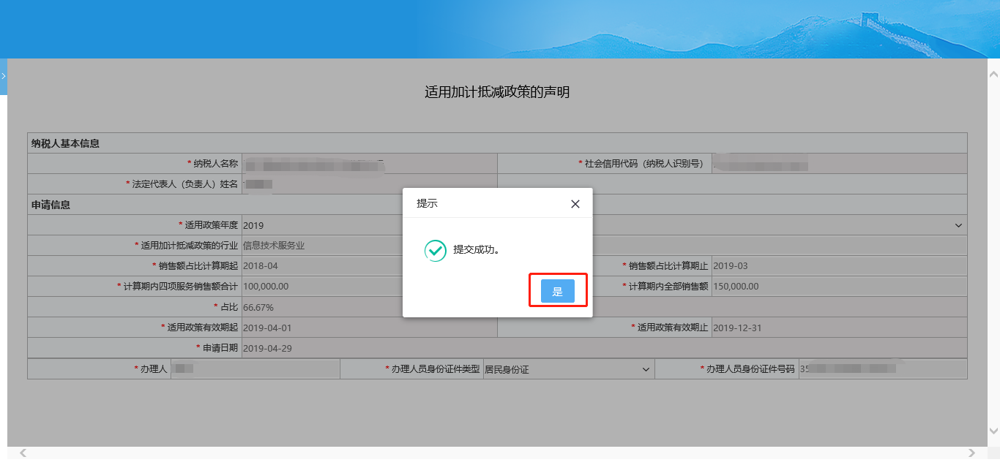 适用加计抵减政策的声明
纳税人基本信息
* 纳税人名称
* 社会信用代码（纳税人识别号）
* 法定代表人（负责人）姓名
申请信息
* 适用政策年度 2019
* 适用加计抵减政策的行业 信息技术服务业
* 销售额占比计算期起 2018-04
* 销售额占比计算期止 2019-03
* 计算期内四项服务销售额合计 100,000.00
* 计算期内全部销售额 150,000.00
* 占比 66.67%
* 适用政策有效期起 2019-04-01
* 适用政策有效期止 2019-12-31
* 申请日期 2019-04-29
* 办理人
* 办理人员身份证件类型 居民身份证
* 办理人员身份证件号码 35
提示
提交成功。
是